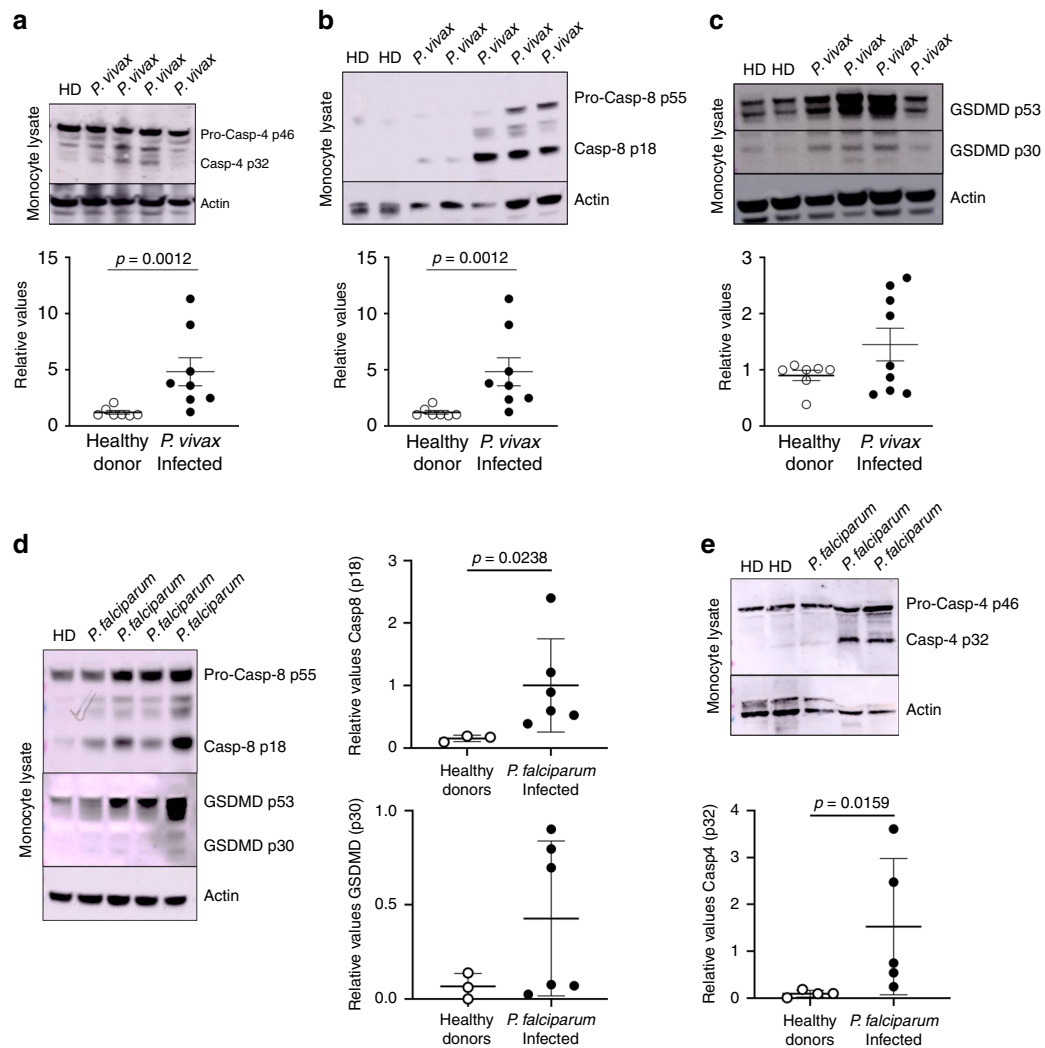 a
HD P. vivax P. vivax P. vivax P. vivax
Monocyte lysate
Pro-Casp-4 p46
Casp-4 p32
Actin
Relative values
15
10
5
0
p = 0.0012
Healthy donor
P. vivax Infected
b
HD HD P. vivax P. vivax P. vivax P. vivax P. vivax
Monocyte lysate
Pro-Casp-8 p55
Casp-8 p18
Actin
Relative values
15
10
5
0
p = 0.0012
Healthy donor
P. vivax Infected
c
HD HD P. vivax P. vivax P. vivax P. vivax
Monocyte lysate
GSDMD p53
GSDMD p30
Actin
Relative values
3
2
1
0
Healthy donor
P. vivax Infected
d
HD P. falciparum P. falciparum P. falciparum P. falciparum
Monocyte lysate
Pro-Casp-8 p55
Casp-8 p18
GSDMD p53
GSDMD p30
Actin
Relative values Casp8 (p18)
3
2
1
0
p = 0.0238
Healthy donors
P. falciparum Infected
Relative values GSDMD (p30)
1.0
0.5
0.0
Healthy donors
P. falciparum Infected
e
HD HD P. falciparum P. falciparum P. falciparum
Monocyte lysate
Pro-Casp-4 p46
Casp-4 p32
Actin
Relative values Casp4 (p32)
4
3
2
1
0
p = 0.0159
Healthy donors
P. falciparum Infected